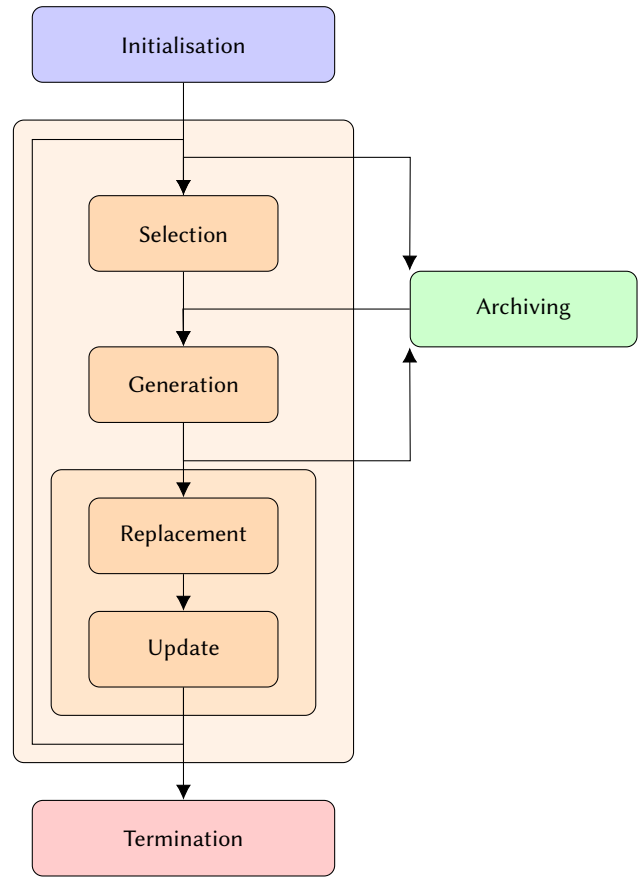 Initialisation
Selection
Archiving
Generation
Replacement
Update
Termination